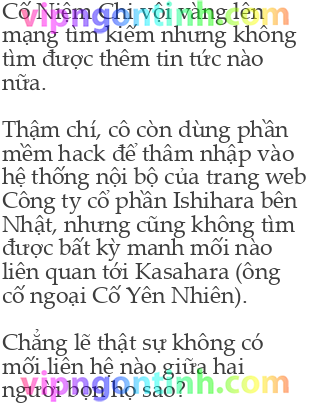 Cố Niệm Chi vội vàng lên
mạng tìm kiếm nhưng không
tìm được thêm tin tức nào
nữa.
Thậm chí, cô còn dùng phần
mềm hack để thâm nhập vào
hệ thống nội bộ của trang web
Công ty cổ phần Ishihara bên
Nhật, nhưng cũng không tìm
được bất kỳ manh mối nào
liên quan tới Kasahara (ông
cố ngoại Cố Yên Nhiên).
Chẳng lẽ thật sự không có
mối liên hệ nào giữa hai
người bọn họ sao?
vipngontinh.com
vipngontinh.com